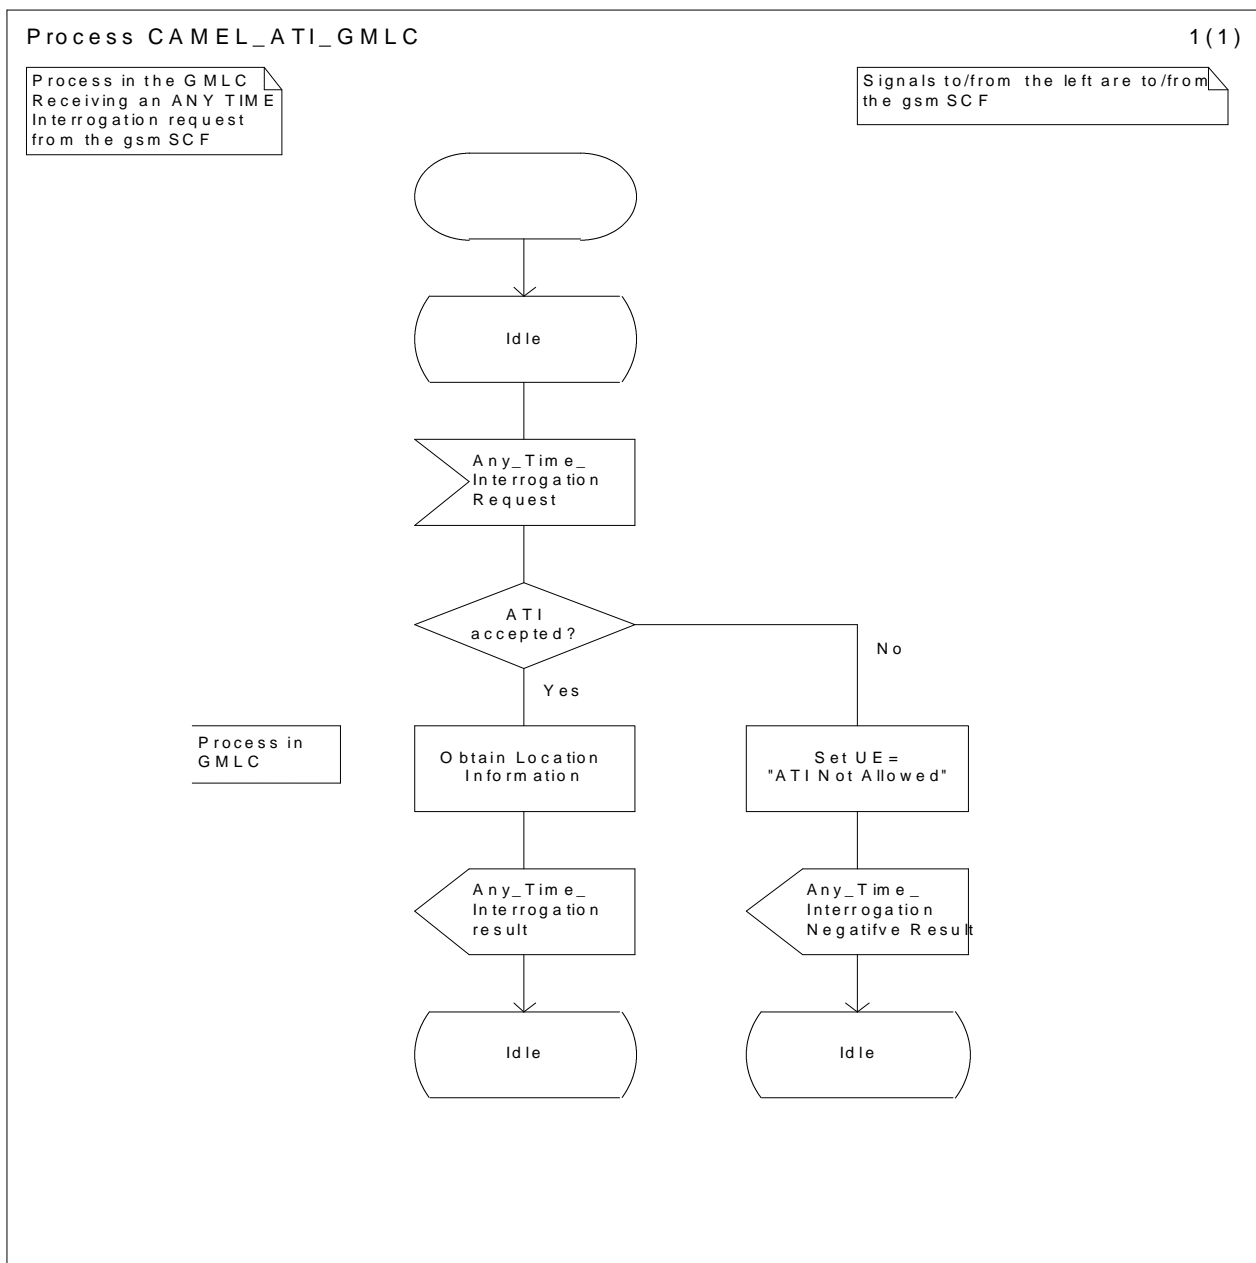 Process CAMEL_ATI_GMLC
1(1)
Process in the GMLC
Receiving an ANY TIME
Interrogation request
from the gsmSCF
Signals to/from the left are to/from
the gsmSCF
Idle
Any_Time_
Interrogation
Request
ATI
accepted?
No
Yes
Process in
GMLC
Obtain Location
Information
Set UE=
"ATI Not Allowed"
Any_Time_
Interrogation
result
Any_Time_
Interrogation
Negatifve Result
Idle
Idle